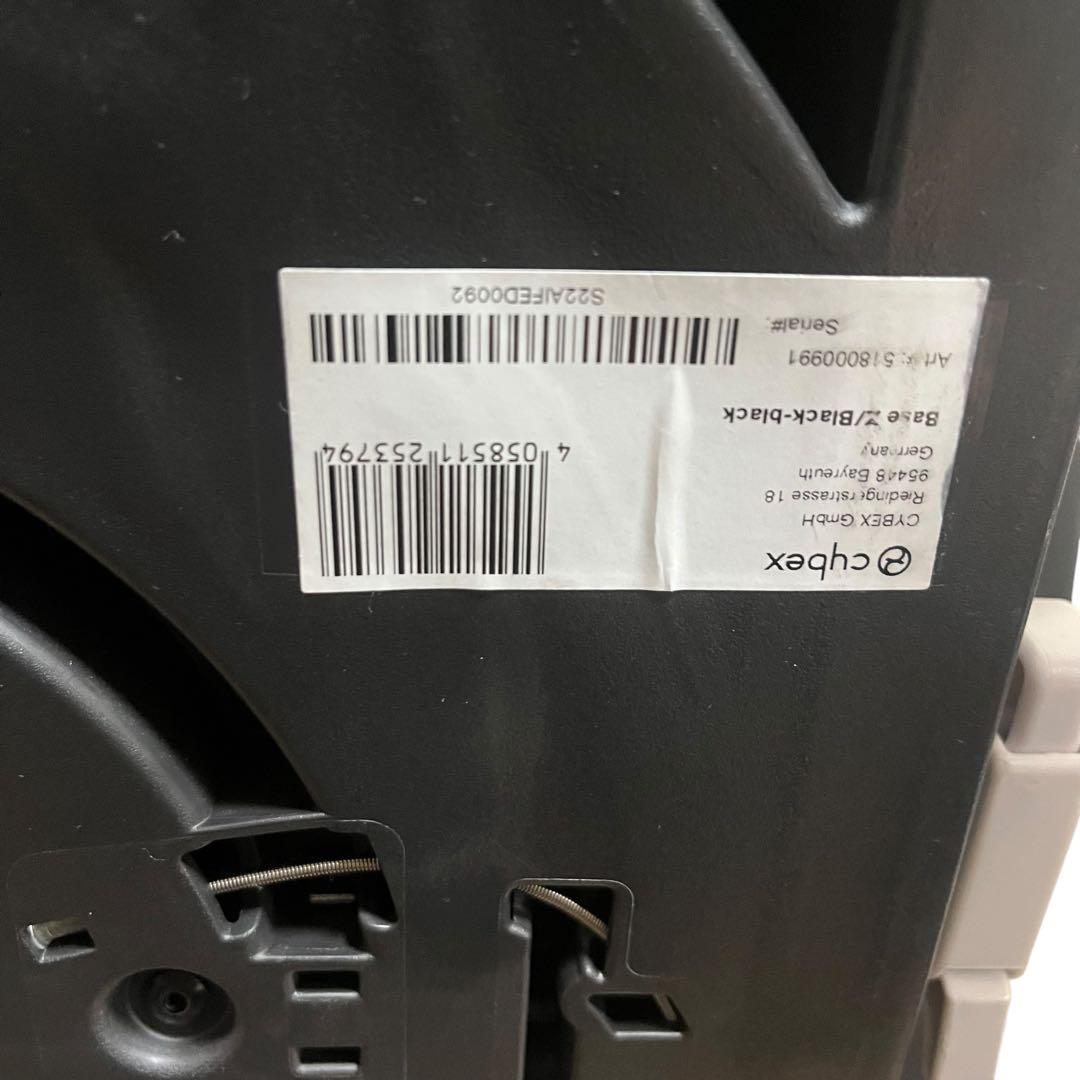 cybex
CYBEX GmbH
Riedingerstrasse 18
95448 Bayreuth
Germany
4 058511 253794
Base Z/Black-black
Art #: 518000991
Serial#:
S22AIFED0092